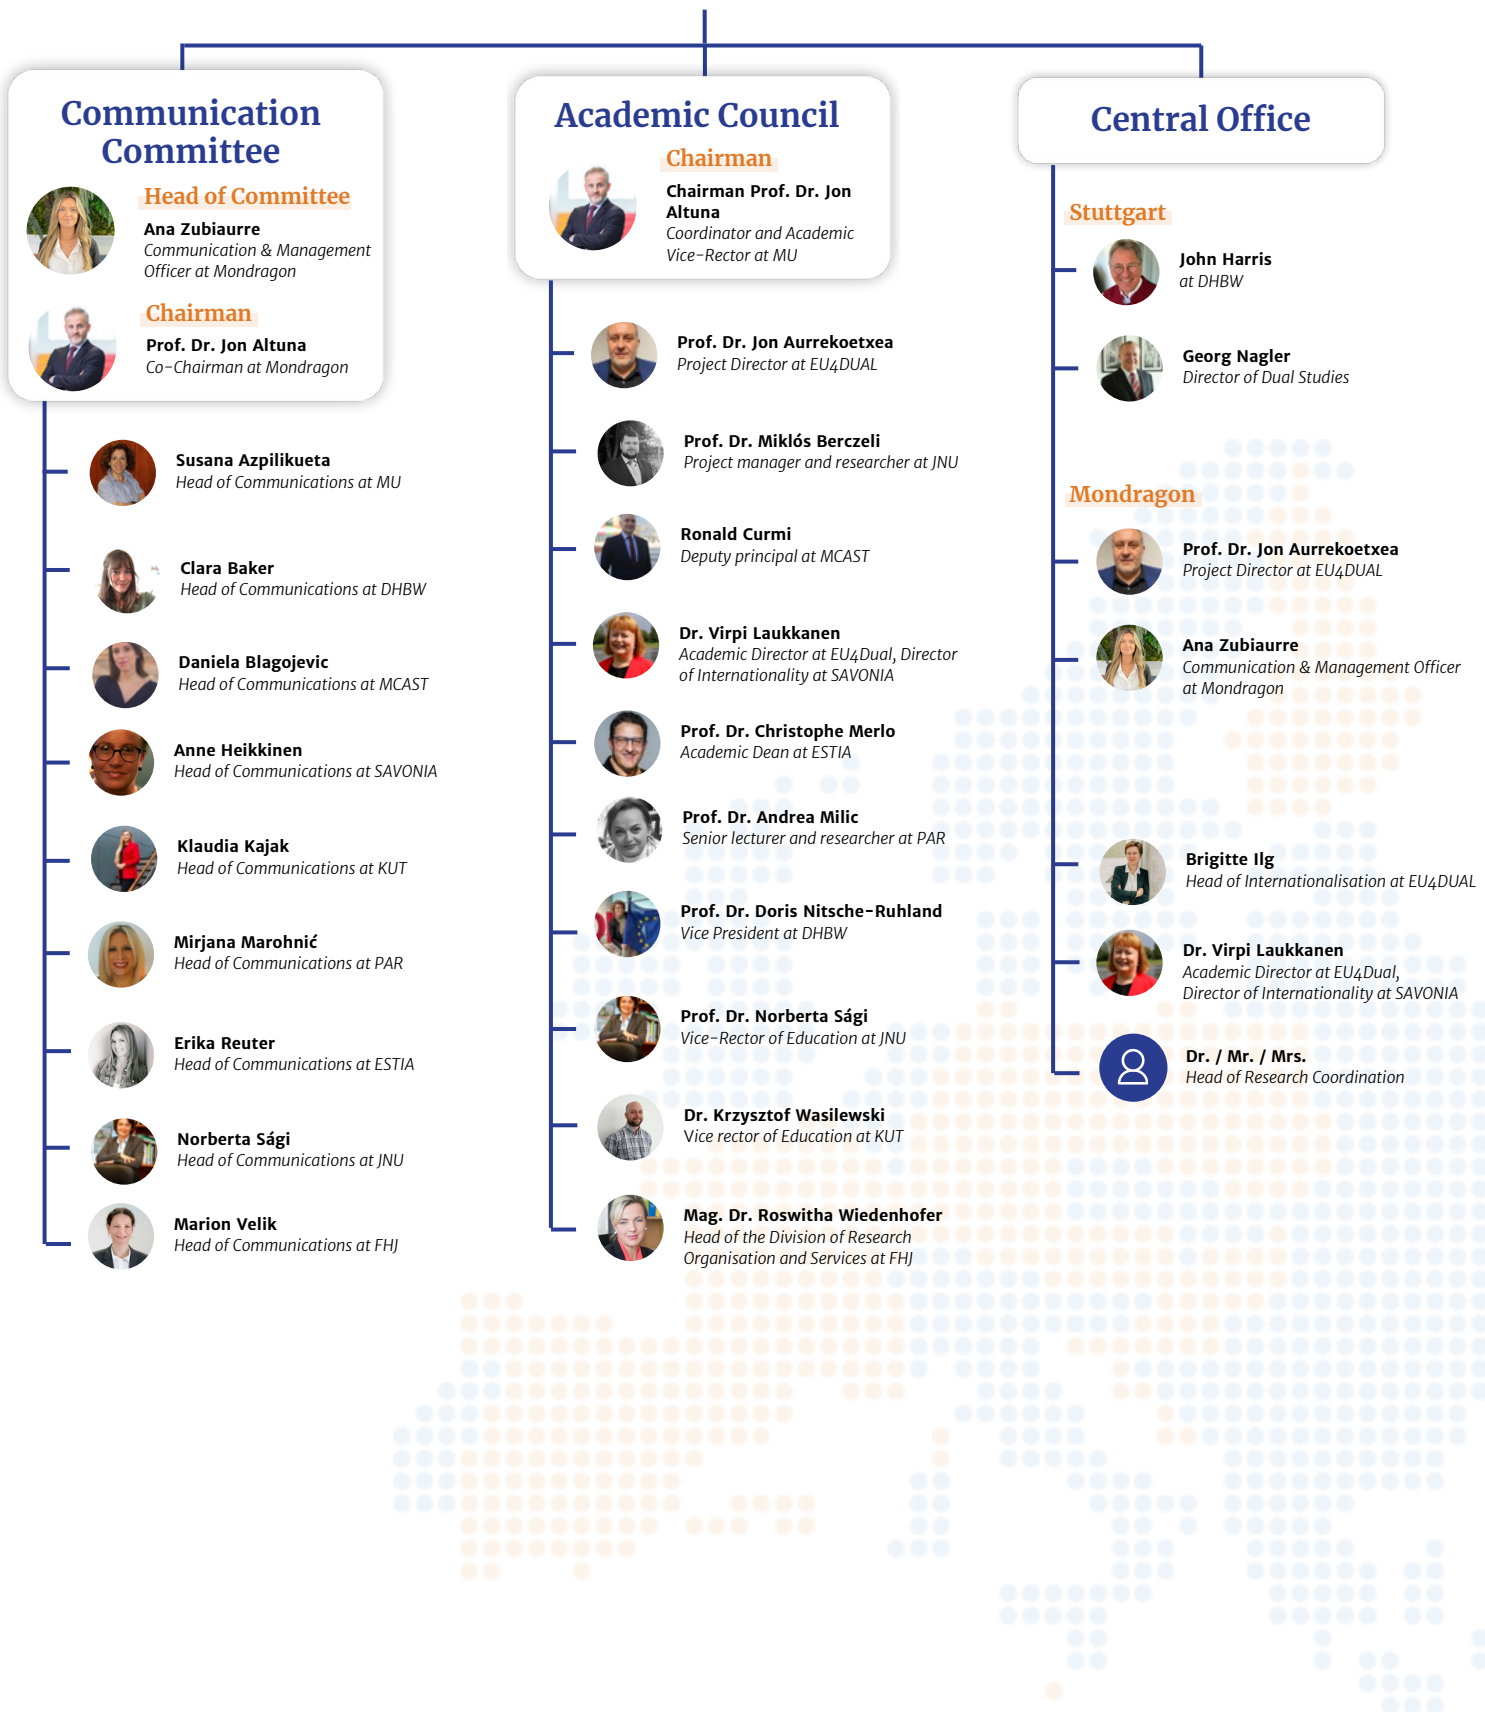 Communication
Committee
Head of Committee
Ana Zubiaurre
Communication & Management
Officer at Mondragon
Chairman
Prof. Dr. Jon Altuna
Co-Chairman at Mondragon
Susana Azpilikueta
Head of Communications at MU
Clara Baker
Head of Communications at DHBW
Daniela Blagojevic
Head of Communications at MCAST
Anne Heikkinen
Head of Communications at SAVONIA
Klaudia Kajak
Head of Communications at KUT
Mirjana Marohnić
Head of Communications at PAR
Erika Reuter
Head of Communications at ESTIA
Norberta Sági
Head of Communications at JNU
Marion Velik
Head of Communications at FHJ
Academic Council
Chairman
Chairman Prof. Dr. Jon
Altuna
Coordinator and Academic
Vice-Rector at MU
Prof. Dr. Jon Aurrekoetxea
Project Director at EU4DUAL
Prof. Dr. Miklós Berczeli
Project manager and researcher at JNU
Ronald Curmi
Deputy principal at MCAST
Dr. Virpi Laukkanen
Academic Director at EU4Dual, Director
of Internationality at SAVONIA
Prof. Dr. Christophe Merlo
Academic Dean at ESTIA
Prof. Dr. Andrea Milic
Senior lecturer and researcher at PAR
Prof. Dr. Doris Nitsche-Ruhland
Vice President at DHBW
Prof. Dr. Norberta Sági
Vice-Rector of Education at JNU
Dr. Krzysztof Wasilewski
Vice rector of Education at KUT
Mag. Dr. Roswitha Wiedenhofer
Head of the Division of Research
Organisation and Services at FHJ
Central Office
Stuttgart
John Harris
at DHBW
Georg Nagler
Director of Dual Studies
Mondragon
Prof. Dr. Jon Aurrekoetxea
Project Director at EU4DUAL
Ana Zubiaurre
Communication & Management Officer
at Mondragon
Brigitte Ilg
Head of Internationalisation at EU4DUAL
Dr. Virpi Laukkanen
Academic Director at EU4Dual,
Director of Internationality at SAVONIA
Dr. / Mr. / Mrs.
Head of Research Coordination